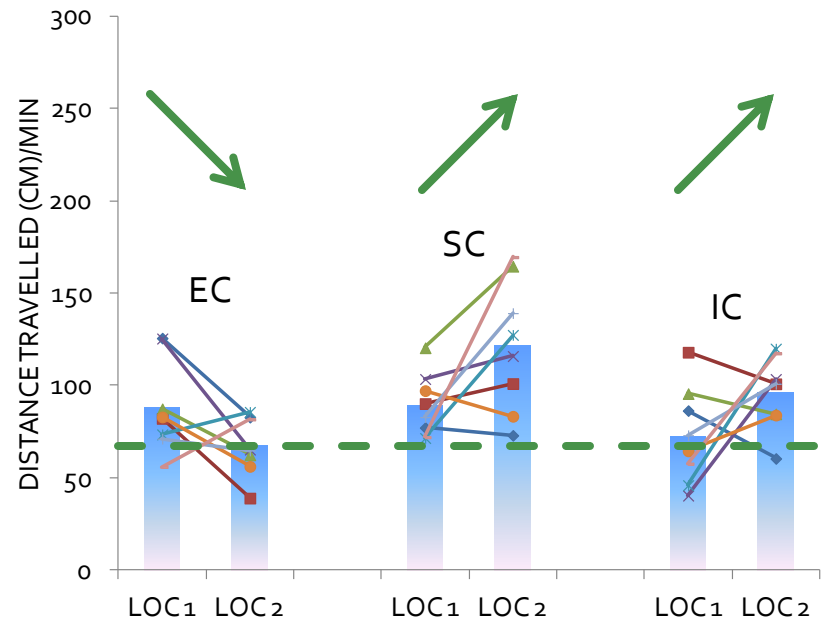 DISTANCE TRAVELLED (CM)/MIN
300
250
200
150
100
50
0
EC
SC
IC
LOC1 LOC2 LOC1 LOC2 LOC1 LOC2